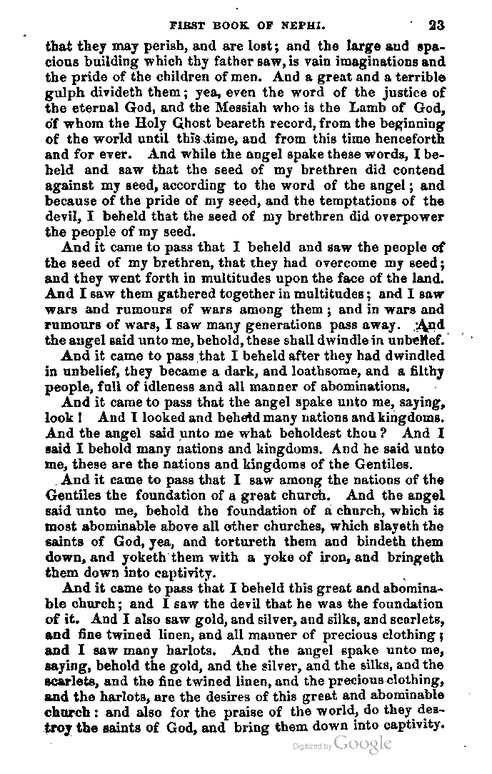 FIRST BOOK OF NEPHI. 23
that they may perish, and are lost; and the large and spa-
cious building which thy father saw, is vain imaginations and
the pride of the children of men. And a great and a terrible
gulph divideth them; yea, even the word of the justice of
the eternal God, and the Messiah who is the Lamb of God,
of whom the Holy Ghost beareth record, from the beginning
of the world until this time, and from this time henceforth
and for ever. And while the angel spake these words, I be-
held and saw that the seed of my brethren did contend
against my seed, according to the word of the angel; and
because of the pride of my seed, and the temptations of the
devil, I beheld that the seed of my brethren did overpower
the people of my seed.
And it came to pass that I beheld and saw the people of
the seed of my brethren, that they had overcome my seed;
and they went forth in multitudes upon the face of the land.
And I saw them gathered together in multitudes; and I saw
wars and rumours of wars among them; and in wars and
rumours of wars, I saw many generations pass away. And
the angel said unto me, behold, these shall dwindle in unbelief.
And it came to pass that I beheld after they had dwindled
in unbelief, they became a dark, and loathsome, and a filthy
people, full of idleness and all manner of abominations.
And it came to pass that the angel spake unto me, saying,
look! And I looked and beheld many nations and kingdoms.
And the angel said unto me what beholdest thou? And I
said I behold many nations and kingdoms. And he said unto
me, these are the nations and kingdoms of the Gentiles.
And it came to pass that I saw among the nations of the
Gentiles the foundation of a great church. And the angel
said unto me, behold the foundation of a church, which is
most abominable above all other churches, which slayeth the
saints of God, yea, and tortureth them and bindeth them
down, and yoketh them with a yoke of iron, and bringeth
them down into captivity.
And it came to pass that I beheld this great and abomina-
ble church; and I saw the devil that he was the foundation
of it. And I also saw gold, and silver, and silks, and scarlets,
and fine twined linen, and all manner of precious clothing;
and I saw many harlots. And the angel spake unto me,
saying, behold the gold, and the silver, and the silks, and the
scarlets, and the fine twined linen, and the precious clothing,
and the harlots, are the desires of this great and abominable
church: and also for the praise of the world, do they des-
troy the saints of God, and bring them down into captivity.
Digitized by Google